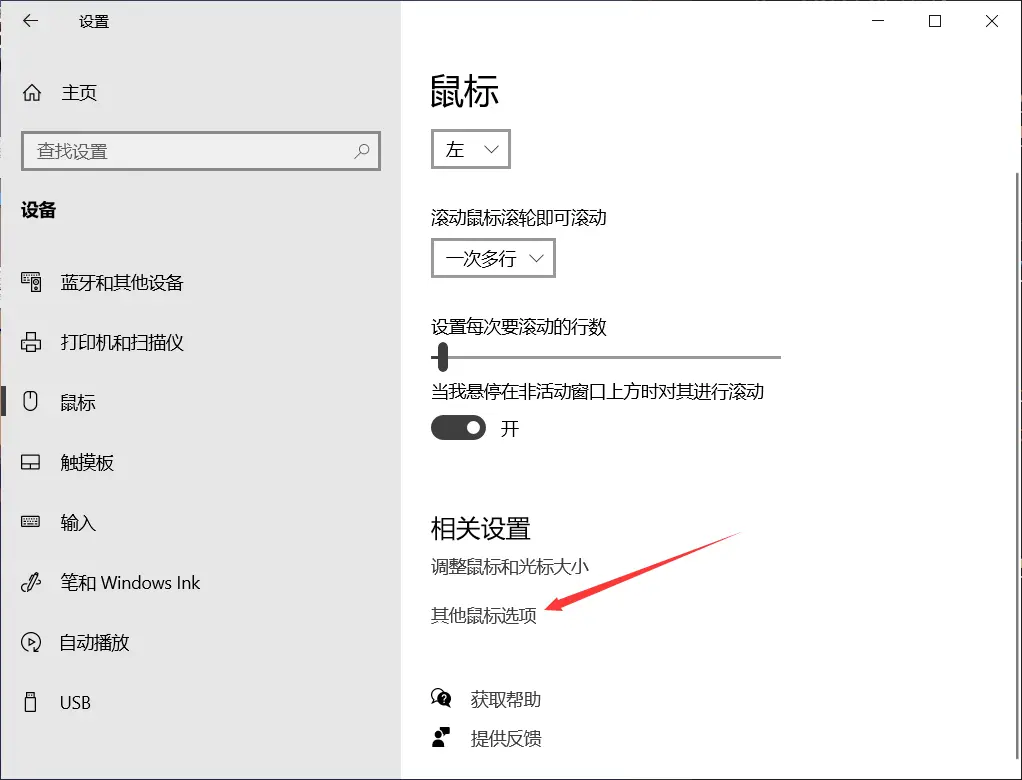 设置
主页
查找设置
设备
蓝牙和其他设备
打印机和扫描仪
鼠标
触摸板
输入
笔和 Windows Ink
自动播放
USB
鼠标
左
滚动鼠标滚轮即可滚动
一次多行
设置每次要滚动的行数
当我悬停在非活动窗口上方时对其进行滚动
开
相关设置
调整鼠标和光标大小
其他鼠标选项
获取帮助
提供反馈